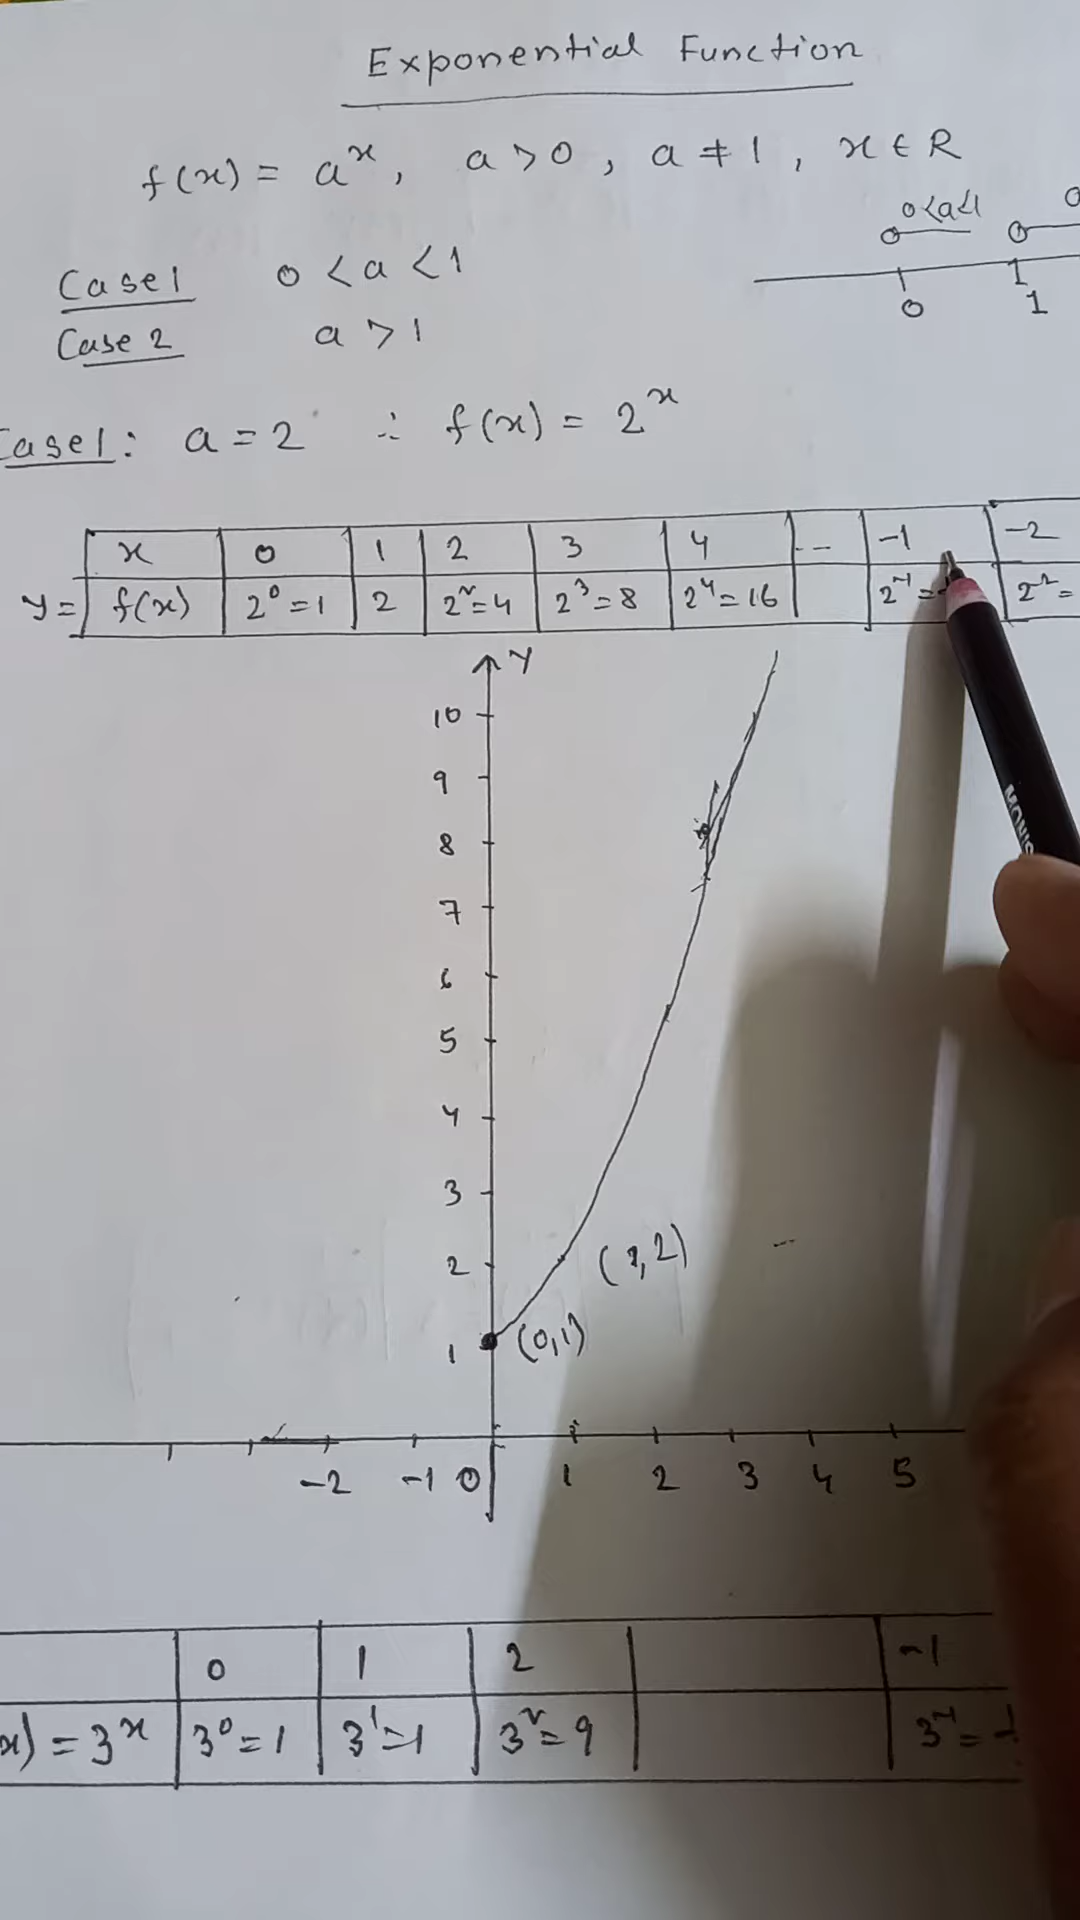 Exponential Function
f(x) = a^x, a > 0, a ≠ 1, x ∈ R
0<a<1
0 1
Case 1 0 < a < 1
Case 2 a > 1
Case 1: a = 2 ∴ f(x) = 2^x
x 0 1 2 3 4 -- -1 -2
y = f(x) 2^0=1 2 2^2=4 2^3=8 2^4=16 2^-1=
Y
10
9
8
7
6
5
4
3
2 (1,2)
1 (0,1)
-2 -1 0 1 2 3 4 5
0 1 2 -1
x) = 3^x 3^0=1 3^1=1 3^2=9 3^-1=